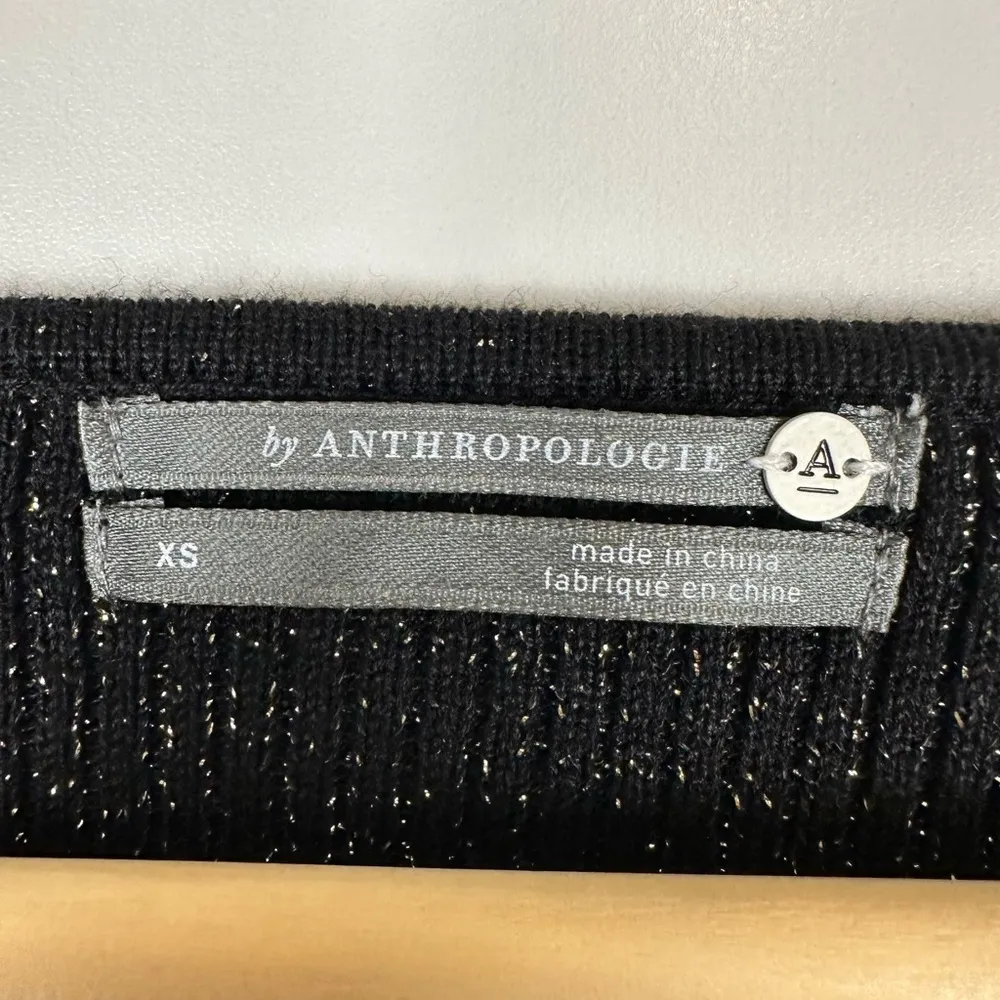 by ANTHROPOLOGIE
A
XS
made in china
fabriqué en chine